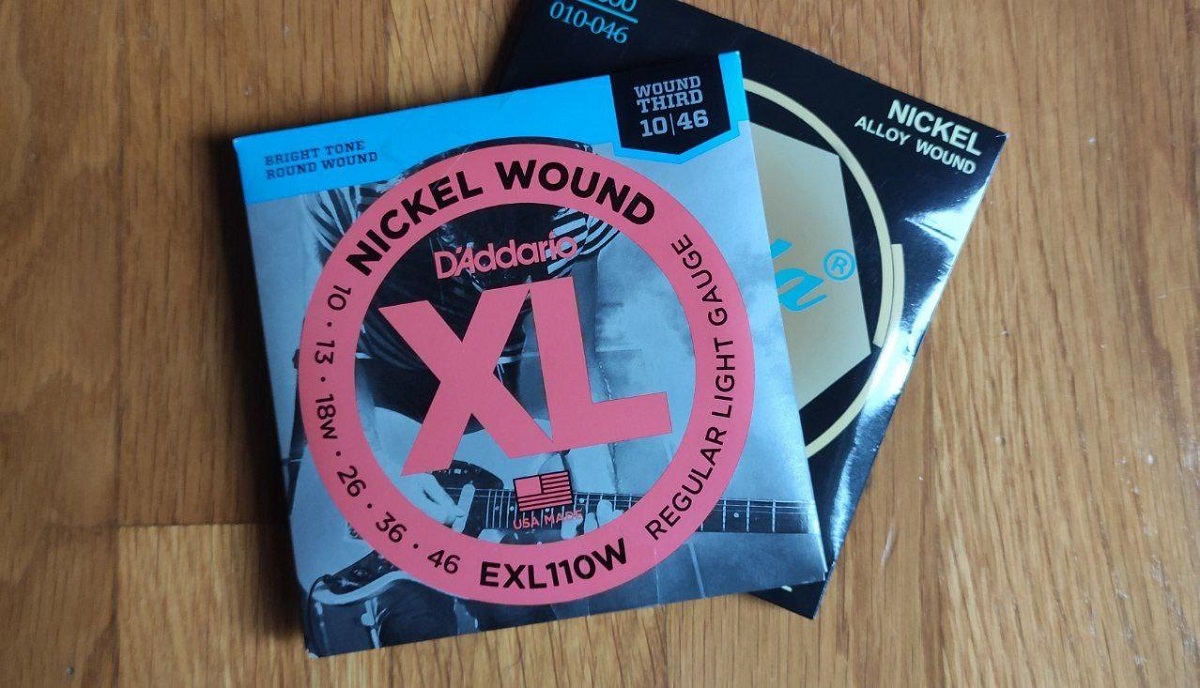 010-046
NICKEL
ALLOY WOUND
®
WOUND
THIRD
10|46
BRIGHT TONE
ROUND WOUND
NICKEL WOUND
D'Addario
XL
USA MADE
10 · 13 · 18W · 26 · 36 · 46
EXL110W
REGULAR LIGHT GAUGE